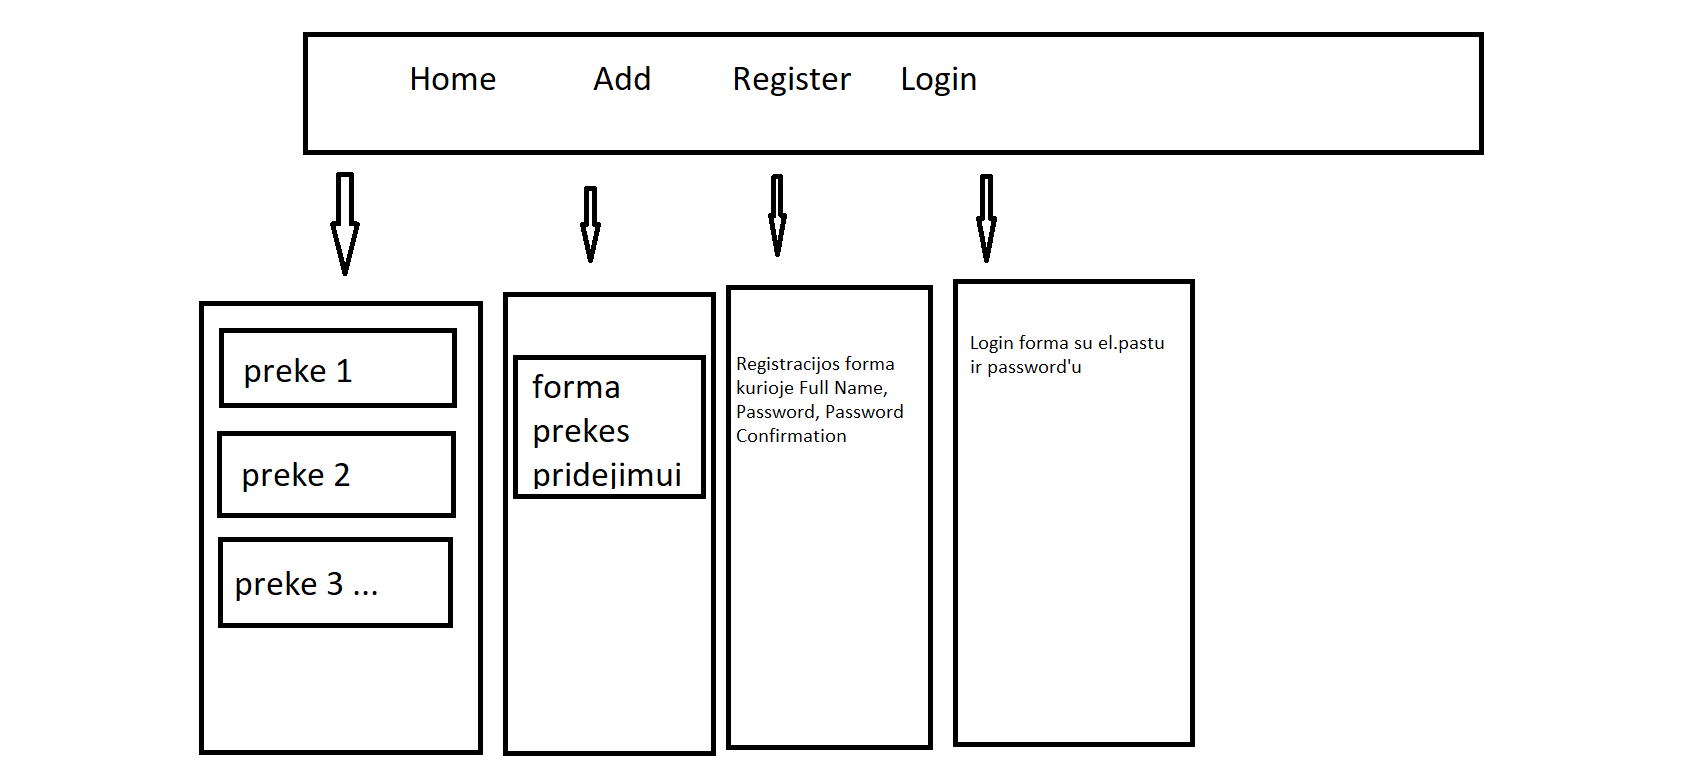 Home Add Register Login
preke 1
preke 2
preke 3 ...
forma
prekes
pridejimui
Registracijos forma
kurioje Full Name,
Password, Password
Confirmation
Login forma su el.pastu
ir password'u